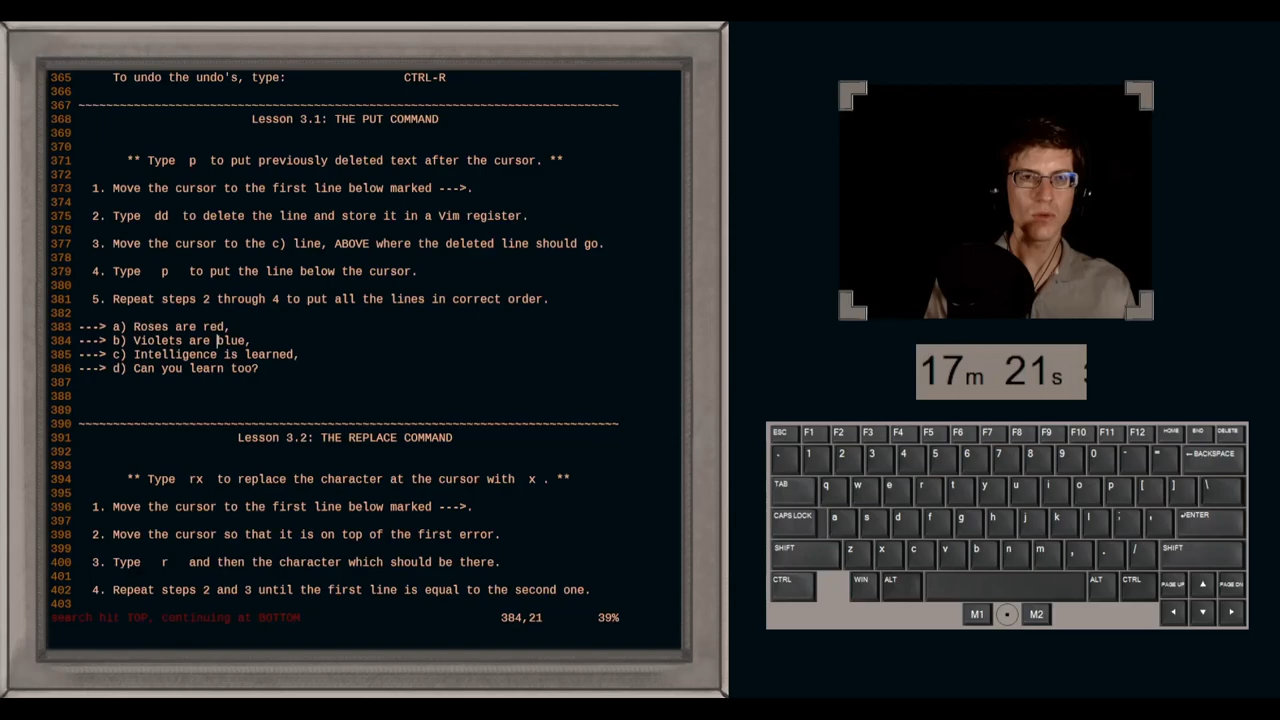 365 To undo the undo's, type: CTRL-R
366
367 ~~~~~~~~~~~~~~~~~~~~~~~~~~~~~~~~~~~~~~~~~~~~~~~~~~~~~~~~~~~~~~~~~~~~~~~~~~~~~~
368 Lesson 3.1: THE PUT COMMAND
369
370
371 ** Type p to put previously deleted text after the cursor. **
372
373 1. Move the cursor to the first line below marked --->.
374
375 2. Type dd to delete the line and store it in a Vim register.
376
377 3. Move the cursor to the c) line, ABOVE where the deleted line should go.
378
379 4. Type p to put the line below the cursor.
380
381 5. Repeat steps 2 through 4 to put all the lines in correct order.
382
383 ---> a) Roses are red,
384 ---> b) Violets are blue,
385 ---> c) Intelligence is learned,
386 ---> d) Can you learn too?
387
388
389
390 ~~~~~~~~~~~~~~~~~~~~~~~~~~~~~~~~~~~~~~~~~~~~~~~~~~~~~~~~~~~~~~~~~~~~~~~~~~~~~~
391 Lesson 3.2: THE REPLACE COMMAND
392
393
394 ** Type rx to replace the character at the cursor with x . **
395
396 1. Move the cursor to the first line below marked --->.
397
398 2. Move the cursor so that it is on top of the first error.
399
400 3. Type r and then the character which should be there.
401
402 4. Repeat steps 2 and 3 until the first line is equal to the second one.
403
search hit TOP, continuing at BOTTOM 384,21 39%
17m 21s
ESC F1 F2 F3 F4 F5 F6 F7 F8 F9 F10 F11 F12 HOME END DELETE
1 2 3 4 5 6 7 8 9 0 - = ←BACKSPACE
TAB q w e r t y u i o p [ ] \
CAPS LOCK a s d f g h j k l ; ↵ENTER
SHIFT z x c v b n m , . / SHIFT
CTRL WIN ALT ALT CTRL PAGE UP ▲ PAGE DN
M1 M2 ◄ ▼ ►